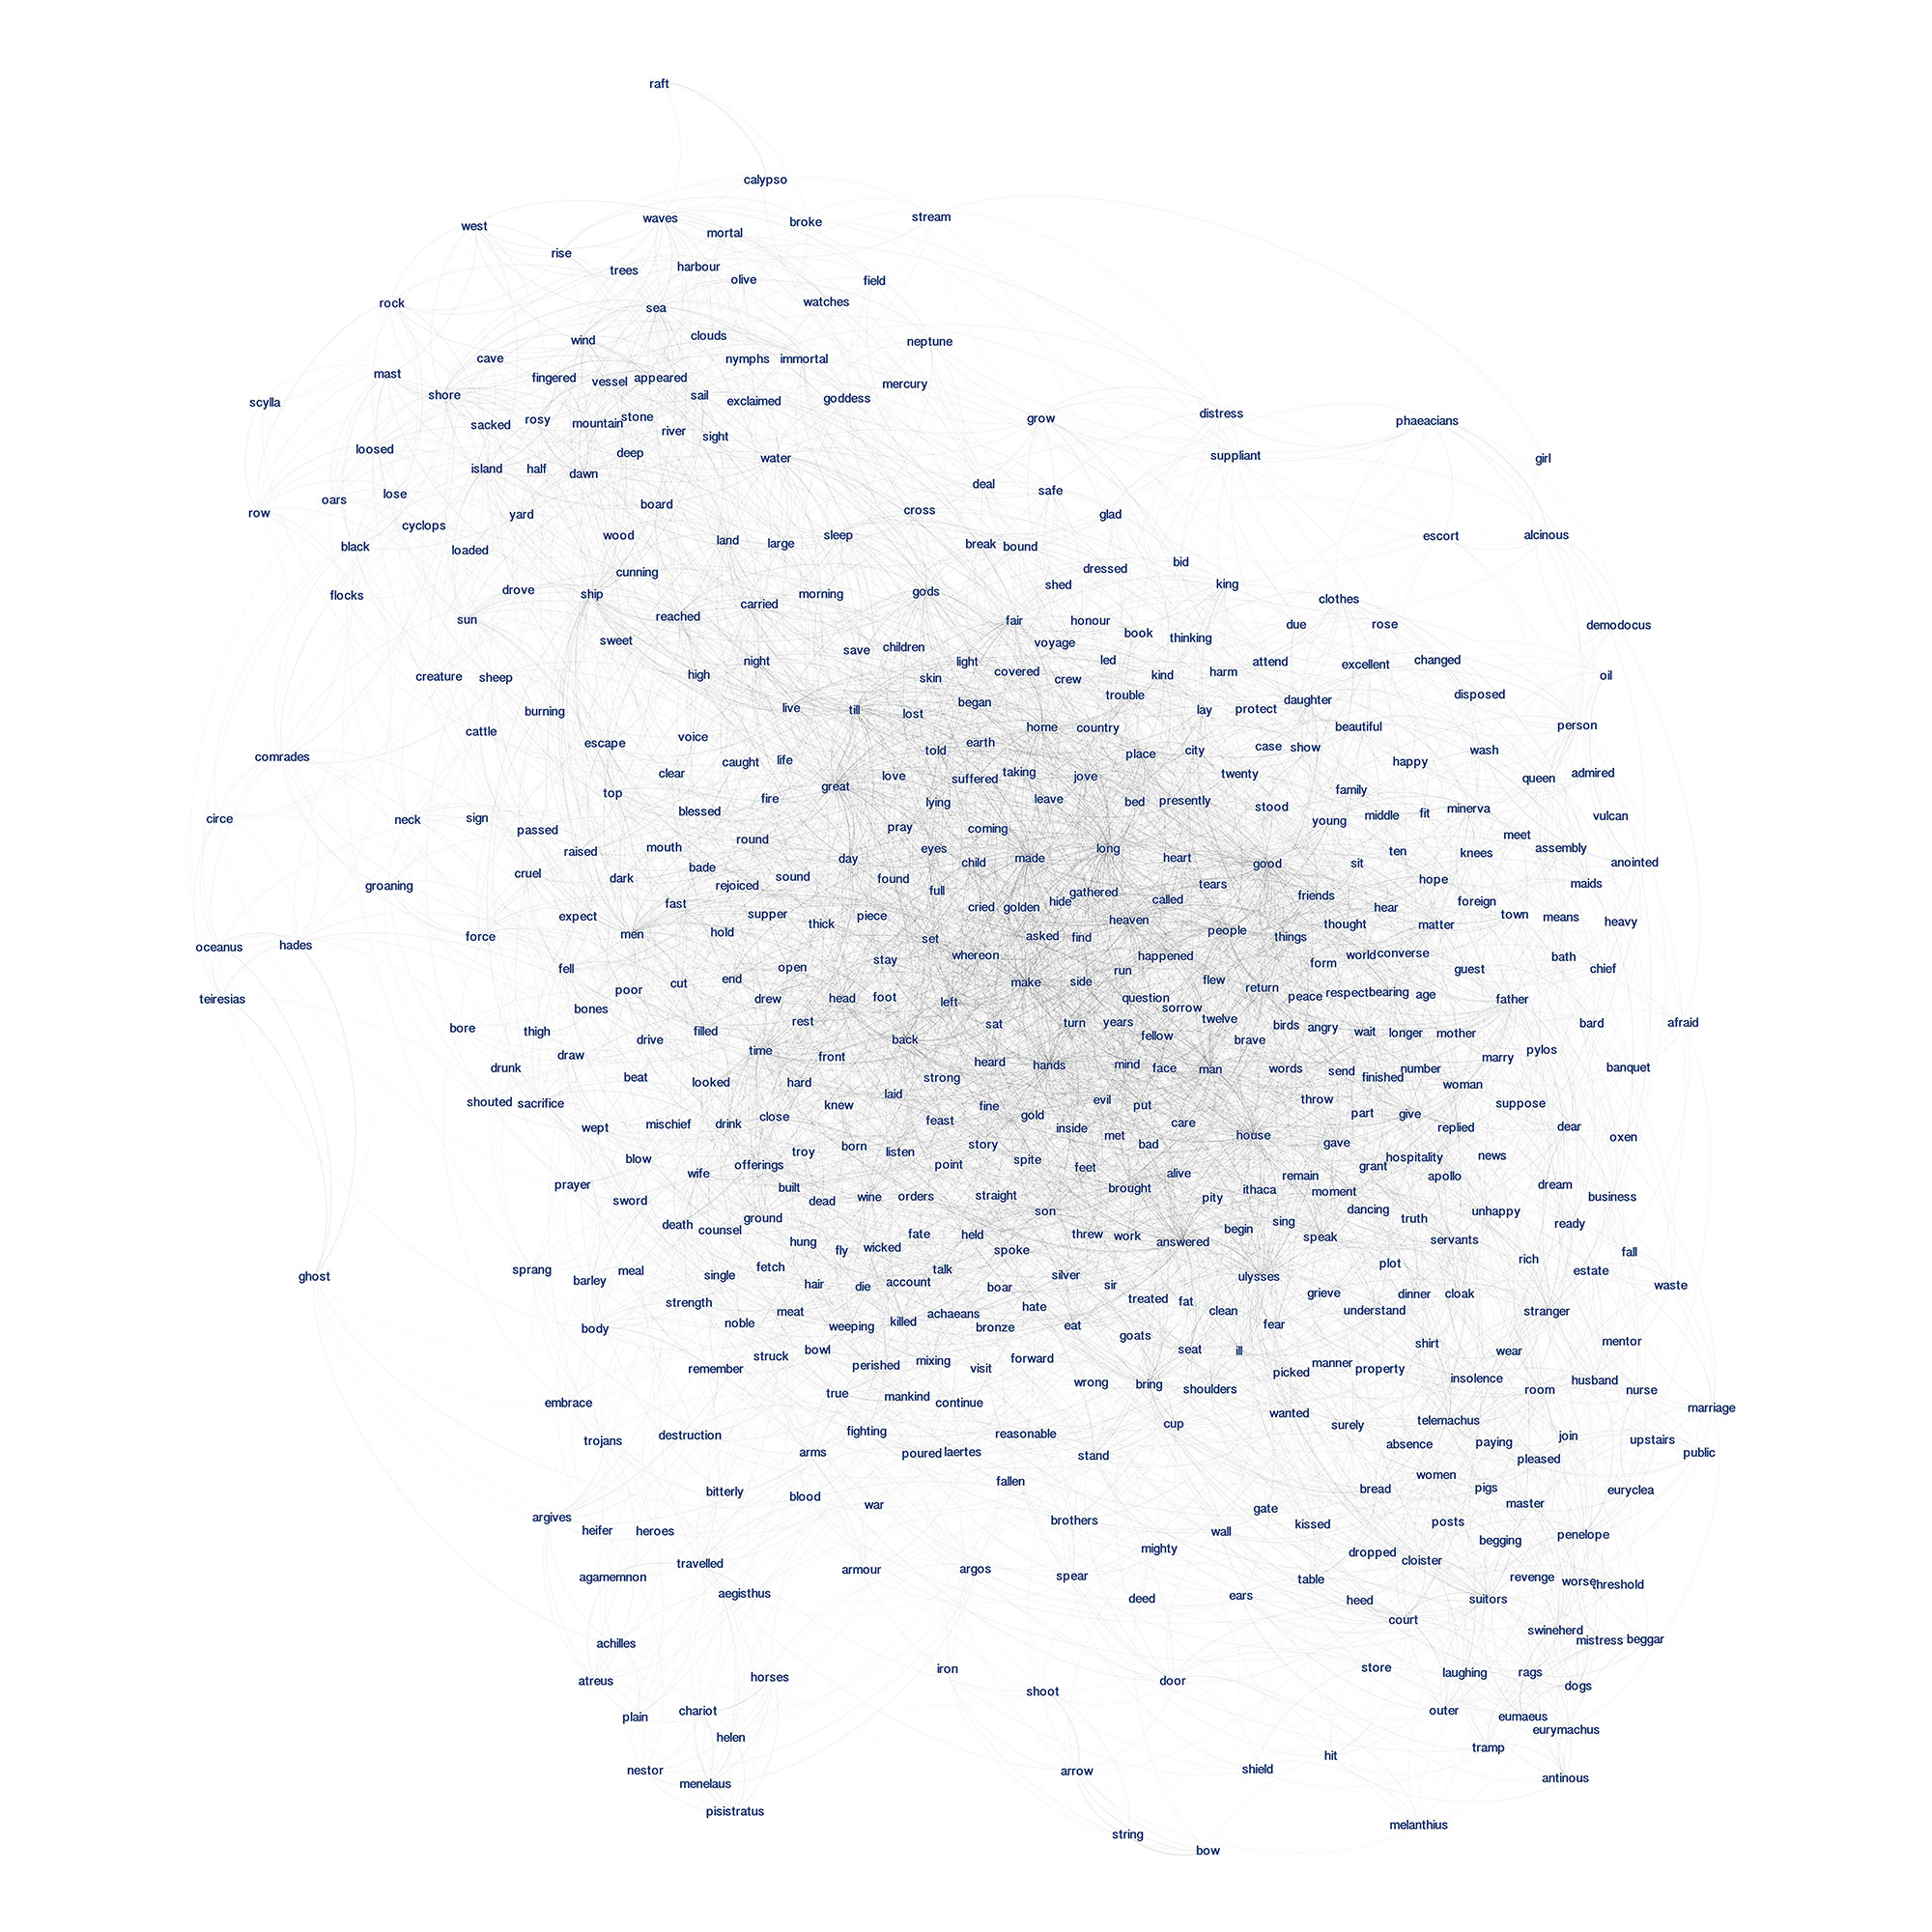 raft
calypso
stream
waves
broke
west
mortal
rise
harbour
trees
olive
field
watches
rock
sea
clouds
wind
neptune
cave
nymphs
immortal
mast
fingered
vessel
appeared
mercury
shore
sail
exclaimed
goddess
scylla
distress
grow
rosy
stone
phaeacians
sacked
mountain
river
sight
loosed
deep
water
suppliant
girl
island
half
dawn
deal
safe
lose
oars
board
cross
row
yard
glad
cyclops
wood
sleep
alcinous
escort
black
loaded
land
large
break
bound
bid
dressed
cunning
king
shed
drove
flocks
ship
morning
gods
clothes
carried
reached
sun
fair
honour
due
rose
demodocus
sweet
book
thinking
save
children
voyage
night
light
led
attend
excellent
changed
high
creature
sheep
skin
covered
crew
kind
harm
oil
trouble
disposed
live
till
lost
began
lay
protect
daughter
burning
cattle
home
country
beautiful
person
voice
escape
told
earth
place
city
case
show
wash
comrades
caught
life
happy
clear
love
suffered
taking
jove
twenty
queen
admired
great
top
fire
lying
leave
bed
presently
family
blessed
stood
minerva
circe
neck
sign
young
middle
fit
vulcan
passed
pray
coming
round
meet
raised
mouth
day
eyes
child
made
long
heart
good
sit
ten
knees
assembly
anointed
cruel
bade
dark
rejoiced
sound
found
full
tears
hope
maids
groaning
fast
gathered
friends
cried
golden
hide
called
hear
foreign
expect
supper
thick
piece
heaven
thought
matter
town
means
heavy
men
hold
set
asked
find
people
things
oceanus
hades
force
whereon
happened
form
world
converse
bath
fell
stay
open
run
guest
chief
cut
end
make
side
flew
return
poor
teiresias
drew
head
foot
left
question
peace
respect
bearing
age
father
bones
sorrow
rest
sat
turn
years
twelve
birds
angry
bard
afraid
bore
thigh
drive
filled
front
back
fellow
brave
wait
longer
mother
draw
time
pylos
drunk
heard
hands
mind
face
man
words
send
marry
banquet
beat
looked
hard
strong
finished
number
woman
shouted
sacrifice
knew
laid
fine
evil
put
throw
part
give
suppose
mischief
drink
close
feast
gold
inside
care
wept
met
bad
house
gave
replied
dear
oxen
blow
troy
born
listen
story
spite
point
feet
alive
grant
hospitality
news
wife
offerings
remain
apollo
prayer
built
brought
ithaca
moment
dream
sword
dead
wine
orders
straight
pity
business
death
counsel
ground
son
sing
dancing
truth
unhappy
ready
hung
fate
held
threw
work
answered
begin
speak
servants
fly
wicked
spoke
fall
sprang
meal
single
fetch
talk
silver
ulysses
plot
rich
estate
barley
hair
die
account
boar
sir
waste
strength
meat
treated
fat
grieve
dinner
cloak
noble
hate
clean
understand
stranger
body
weeping
killed
achaeans
bronze
eat
fear
goats
shirt
mentor
remember
struck
bowl
perished
mixing
visit
forward
seat
ill
wear
wrong
bring
shoulders
picked
manner
property
insolence
room
husband
nurse
true
mankind
continue
embrace
marriage
wanted
telemachus
trojans
destruction
fighting
reasonable
cup
surely
absence
paying
join
upstairs
arms
poured
laertes
stand
pleased
public
bitterly
blood
war
fallen
bread
women
pigs
euryclea
master
argives
heifer
heroes
brothers
wall
gate
kissed
posts
begging
penelope
travelled
mighty
dropped
cloister
agamemnon
aegisthus
armour
argos
spear
table
revenge
worse
threshold
deed
ears
heed
suitors
court
achilles
swineherd
mistress
beggar
atreus
horses
iron
shoot
door
store
laughing
rags
dogs
plain
chariot
outer
eumaeus
eurymachus
helen
tramp
nestor
menelaus
arrow
shield
hit
antinous
pisistratus
string
melanthius
bow